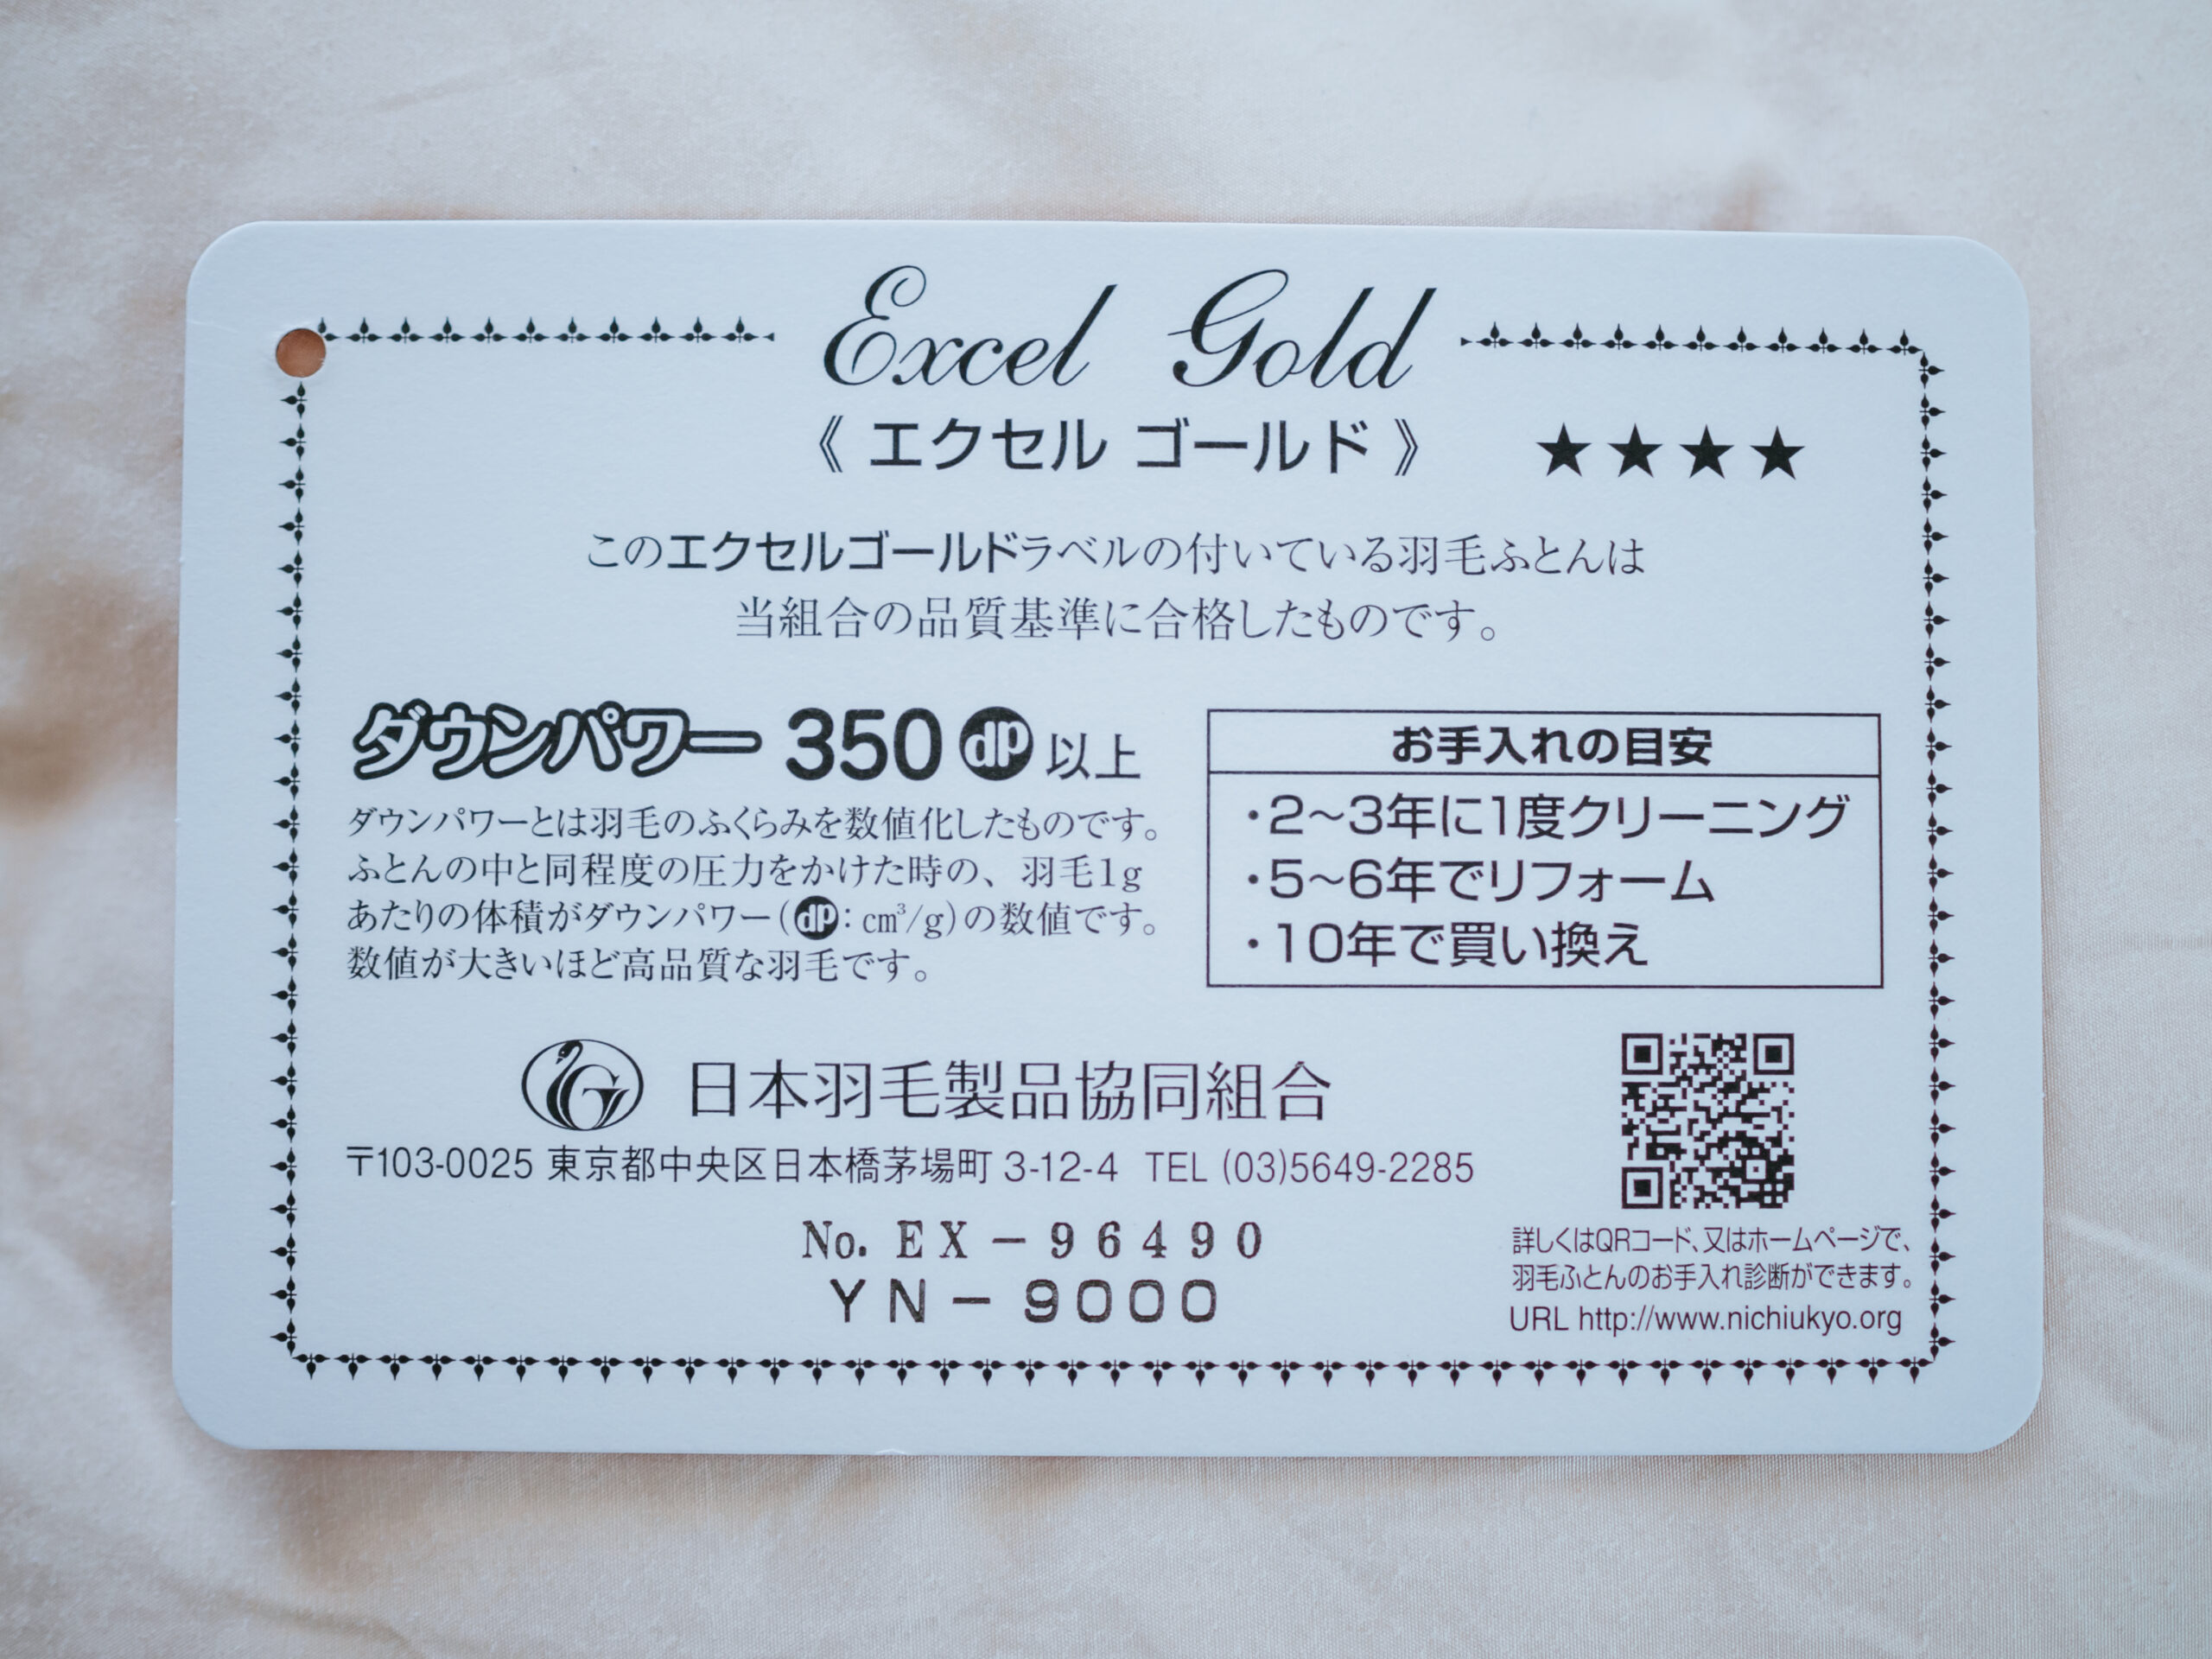 Excel Gold
《 エクセル ゴールド 》 ★★★★
このエクセルゴールドラベルの付いている羽毛ふとんは
当組合の品質基準に合格したものです。
ダウンパワー 350 dp 以上
ダウンパワーとは羽毛のふくらみを数値化したものです。
ふとんの中と同程度の圧力をかけた時の、羽毛1g
あたりの体積がダウンパワー(dp:cm³/g)の数値です。
数値が大きいほど高品質な羽毛です。
お手入れの目安
・2~3年に1度クリーニング
・5~6年でリフォーム
・10年で買い換え
G 日本羽毛製品協同組合
〒103-0025 東京都中央区日本橋茅場町 3-12-4 TEL (03)5649-2285
No. EX-96490
YN-9000
詳しくはQRコード、又はホームページで、
羽毛ふとんのお手入れ診断ができます。
URL http://www.nichiukyo.org